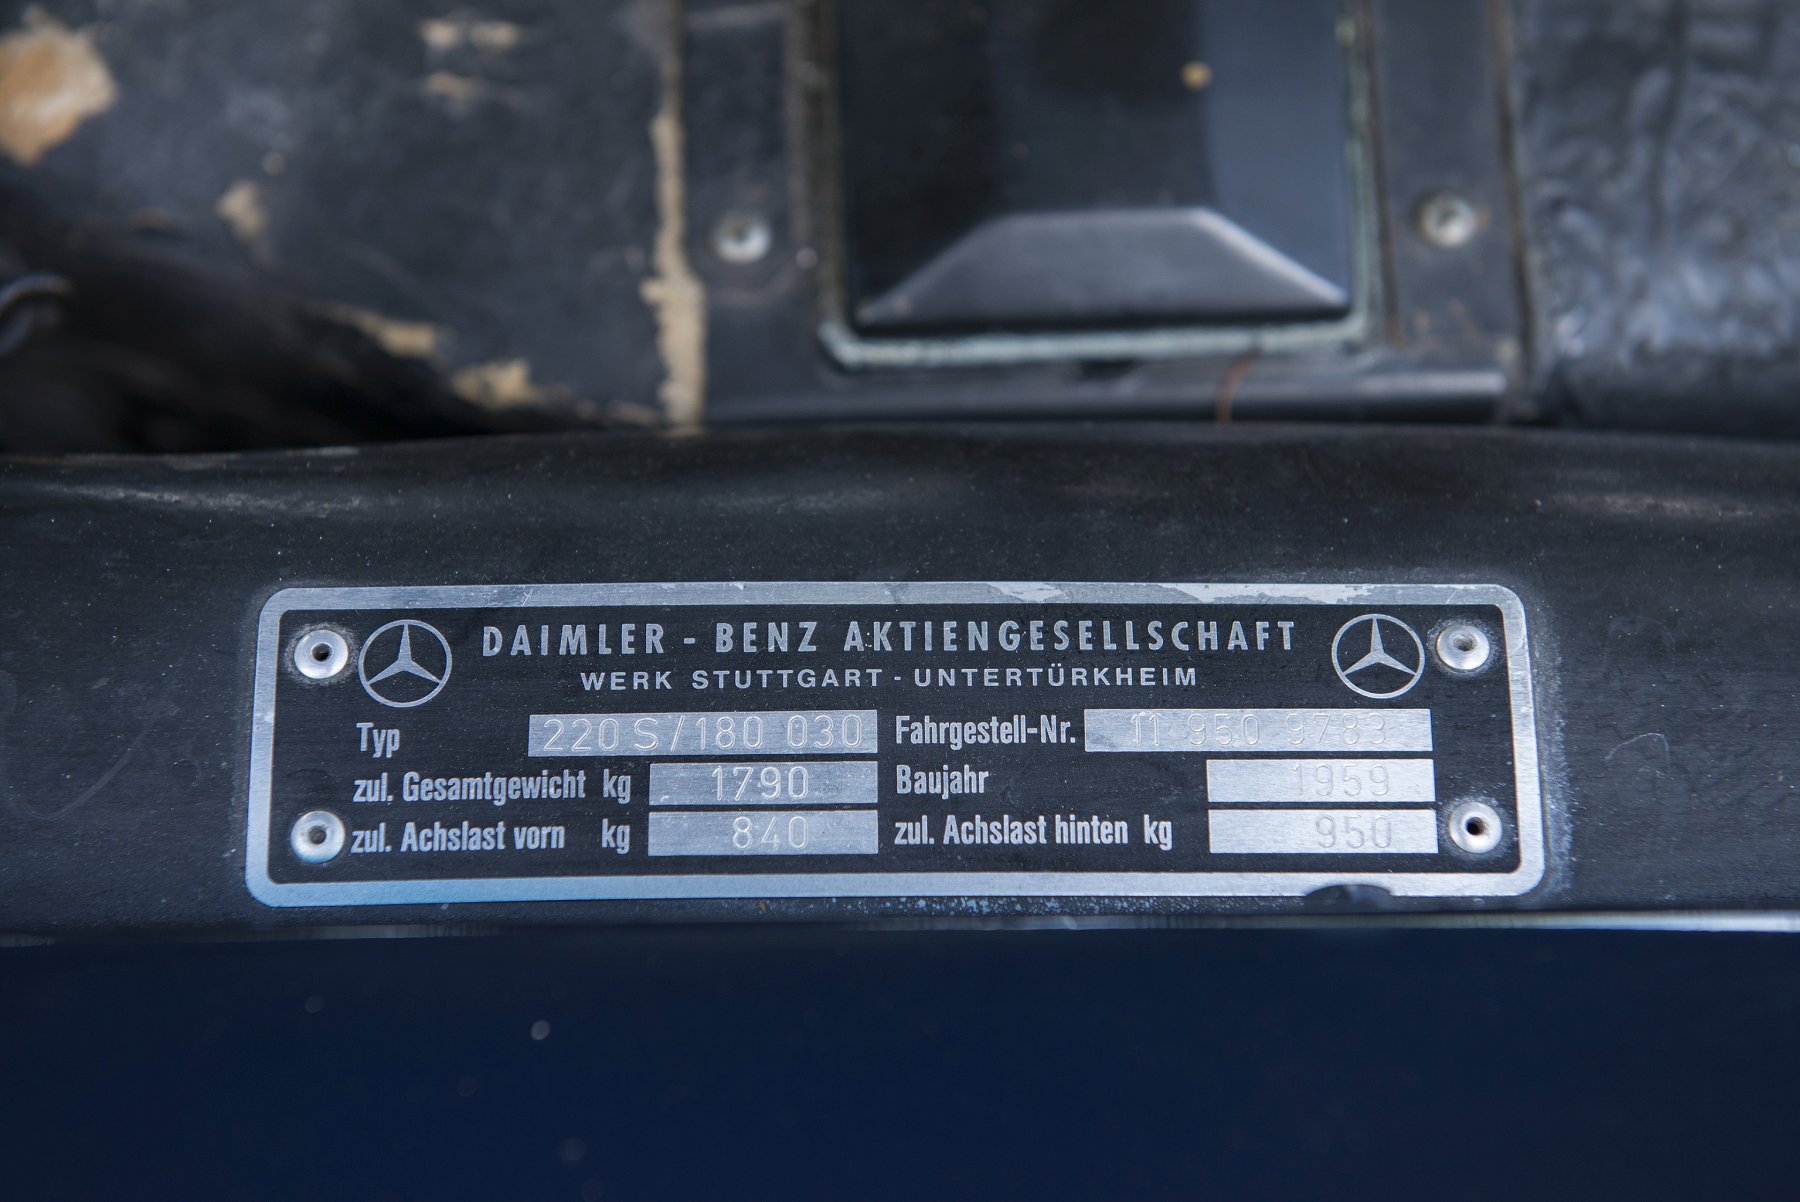 DAIMLER - BENZ AKTIENGESELLSCHAFT
WERK STUTTGART - UNTERTÜRKHEIM
Typ 220 S/180 030 Fahrgestell-Nr. 11 950 9783
zul. Gesamtgewicht kg 1790 Baujahr 1959
zul. Achslast vorn kg 840 zul. Achslast hinten kg 950